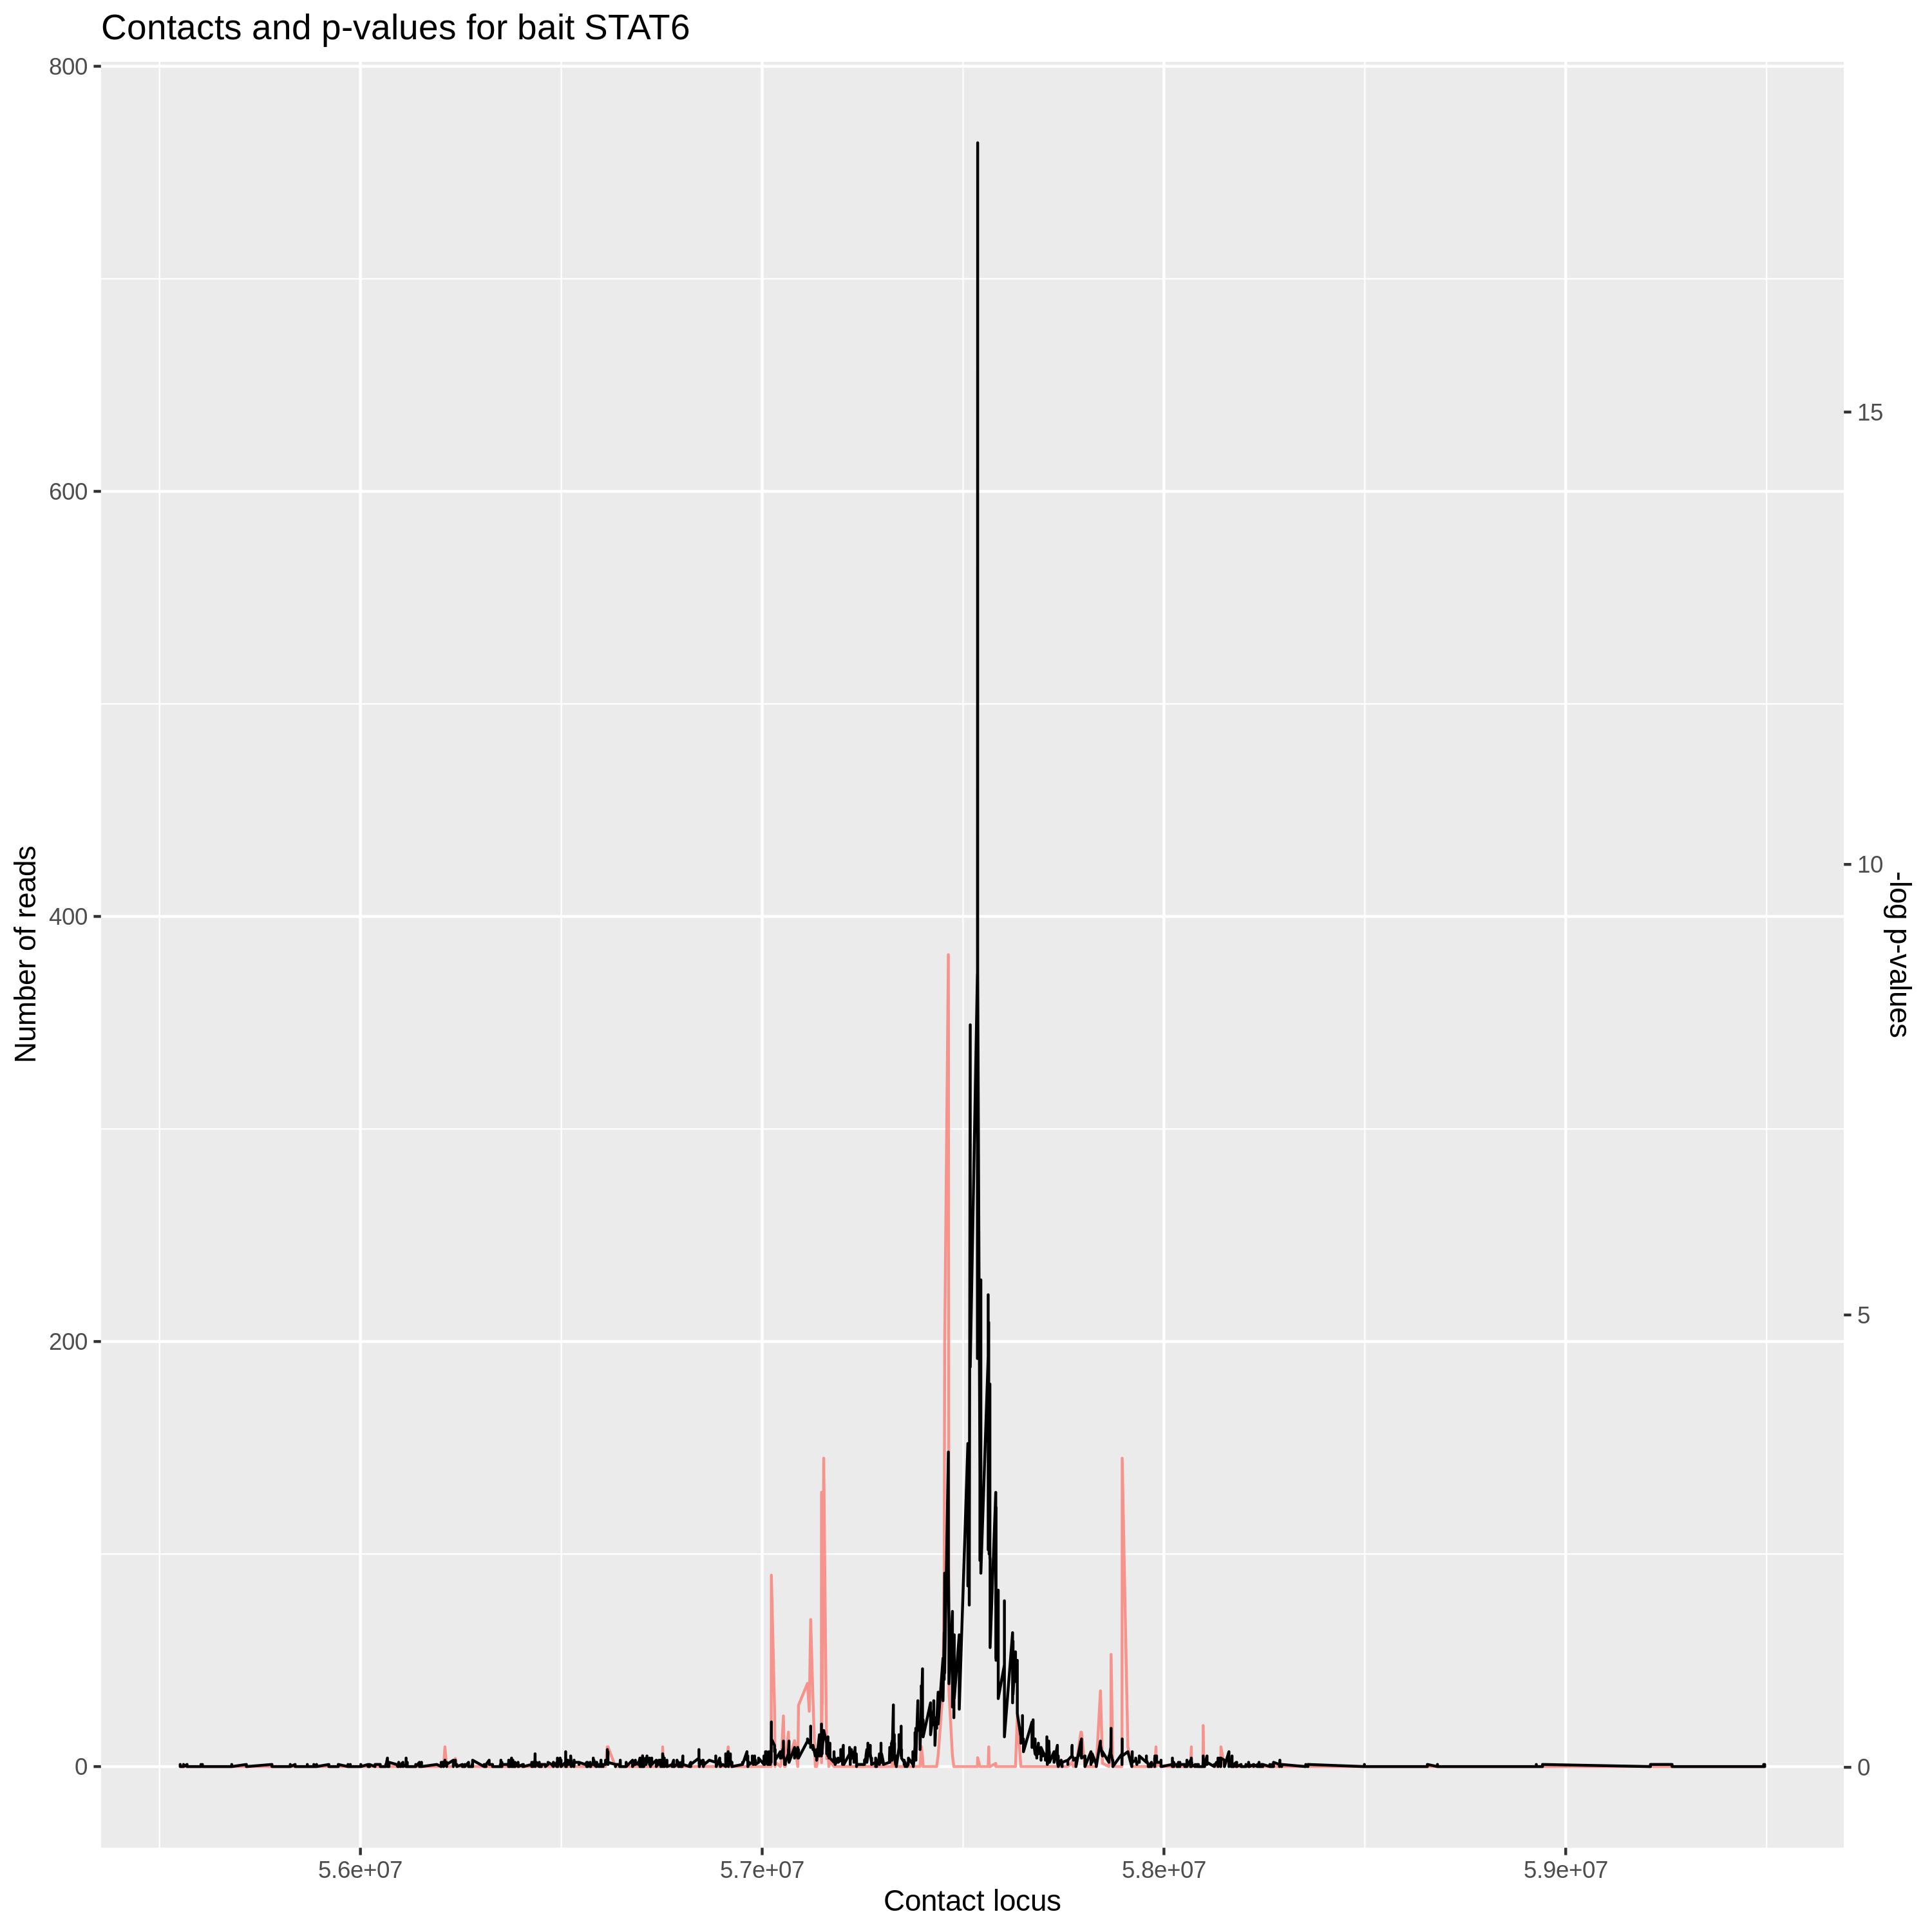 Contacts and p-values for bait STAT6
800
600
400
200
0
Number of reads
15
10
5
0
-log p-values
5.6e+07 5.7e+07 5.8e+07 5.9e+07
Contact locus